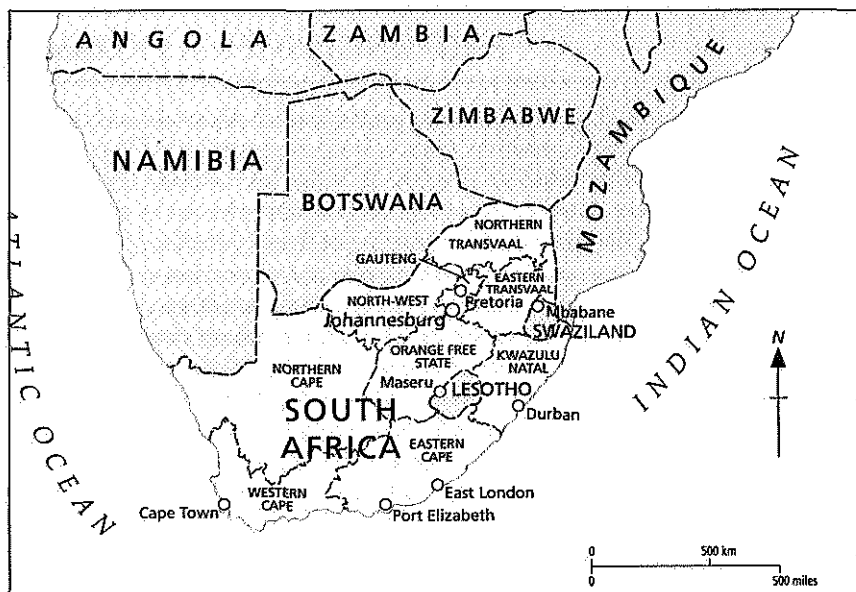 ANGOLA
ZAMBIA
ZIMBABWE
MOZAMBIQUE
NAMIBIA
BOTSWANA
NORTHERN
TRANSVAAL
GAUTENG
EASTERN
TRANSVAAL
Pretoria
NORTH-WEST
Johannesburg
Mbabane
SWAZILAND
ORANGE FREE
STATE
KWAZULU
NATAL
NORTHERN
CAPE
Maseru
LESOTHO
SOUTH
AFRICA
Durban
EASTERN
CAPE
WESTERN
CAPE
East London
Cape Town
Port Elizabeth
ATLANTIC OCEAN
INDIAN OCEAN
N
0 500 km
0 500 miles